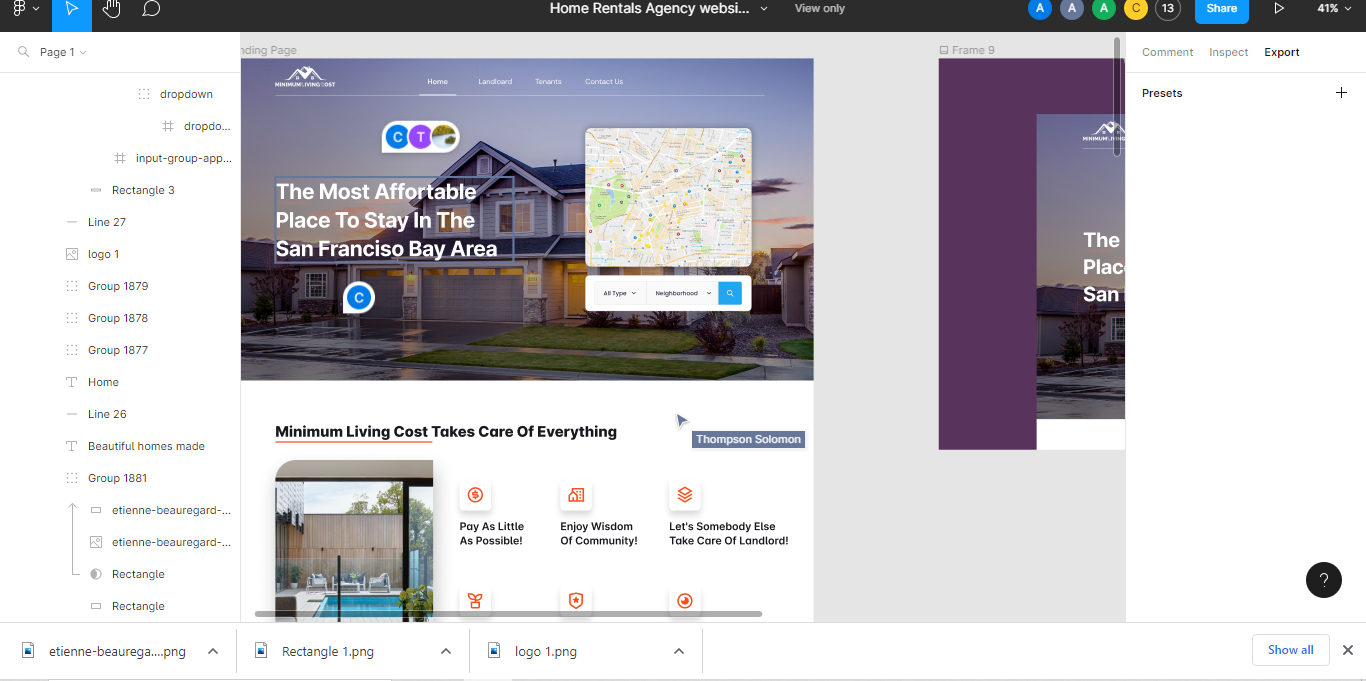 Home Rentals Agency websi...
View only
A
A
A
C
13
Share
41%
Page 1
nding Page
Frame 9
Comment
Inspect
Export
Presets
dropdown
dropdo...
input-group-app...
Rectangle 3
Line 27
logo 1
Group 1879
Group 1878
Group 1877
Home
Line 26
Beautiful homes made
Group 1881
etienne-beauregard-...
etienne-beauregard-...
Rectangle
Rectangle
MINIMUM LIVING COST
Home
Landloard
Tenants
Contact Us
C
T
The Most Affortable
Place To Stay In The
San Franciso Bay Area
C
All Type
Neighborhood
MINIMUM LIVING
The
Plac
San
Minimum Living Cost Takes Care Of Everything
Thompson Solomon
Pay As Little
As Possible!
Enjoy Wisdom
Of Community!
Let's Somebody Else
Take Care Of Landlord!
?
etienne-beaurega....png
Rectangle 1.png
logo 1.png
Show all